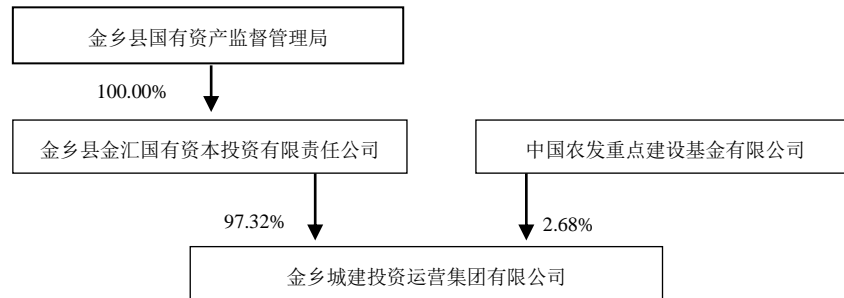 金乡县国有资产监督管理局
100.00%
金乡县金汇国有资本投资有限责任公司
中国农发重点建设基金有限公司
97.32%
2.68%
金乡城建投资运营集团有限公司